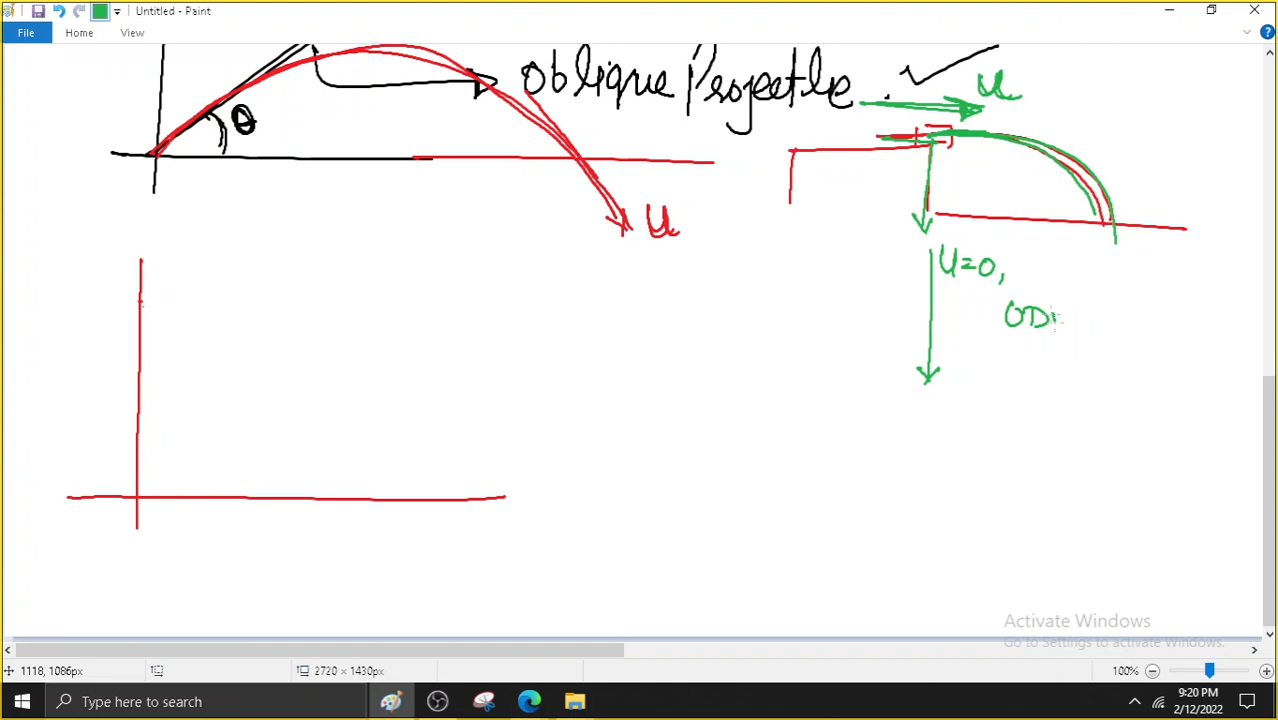 Untitled - Paint
File Home View
Oblique Projectile .
u
θ
u
U=0,
OD
Activate Windows
Go to Settings to activate Windows.
1118, 1086px
2720 × 1430px
100%
Type here to search
9:20 PM
2/12/2022